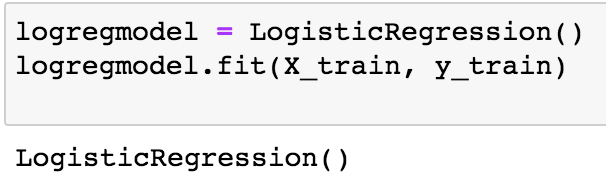 logregmodel = LogisticRegression()
logregmodel.fit(X_train, y_train)
LogisticRegression()